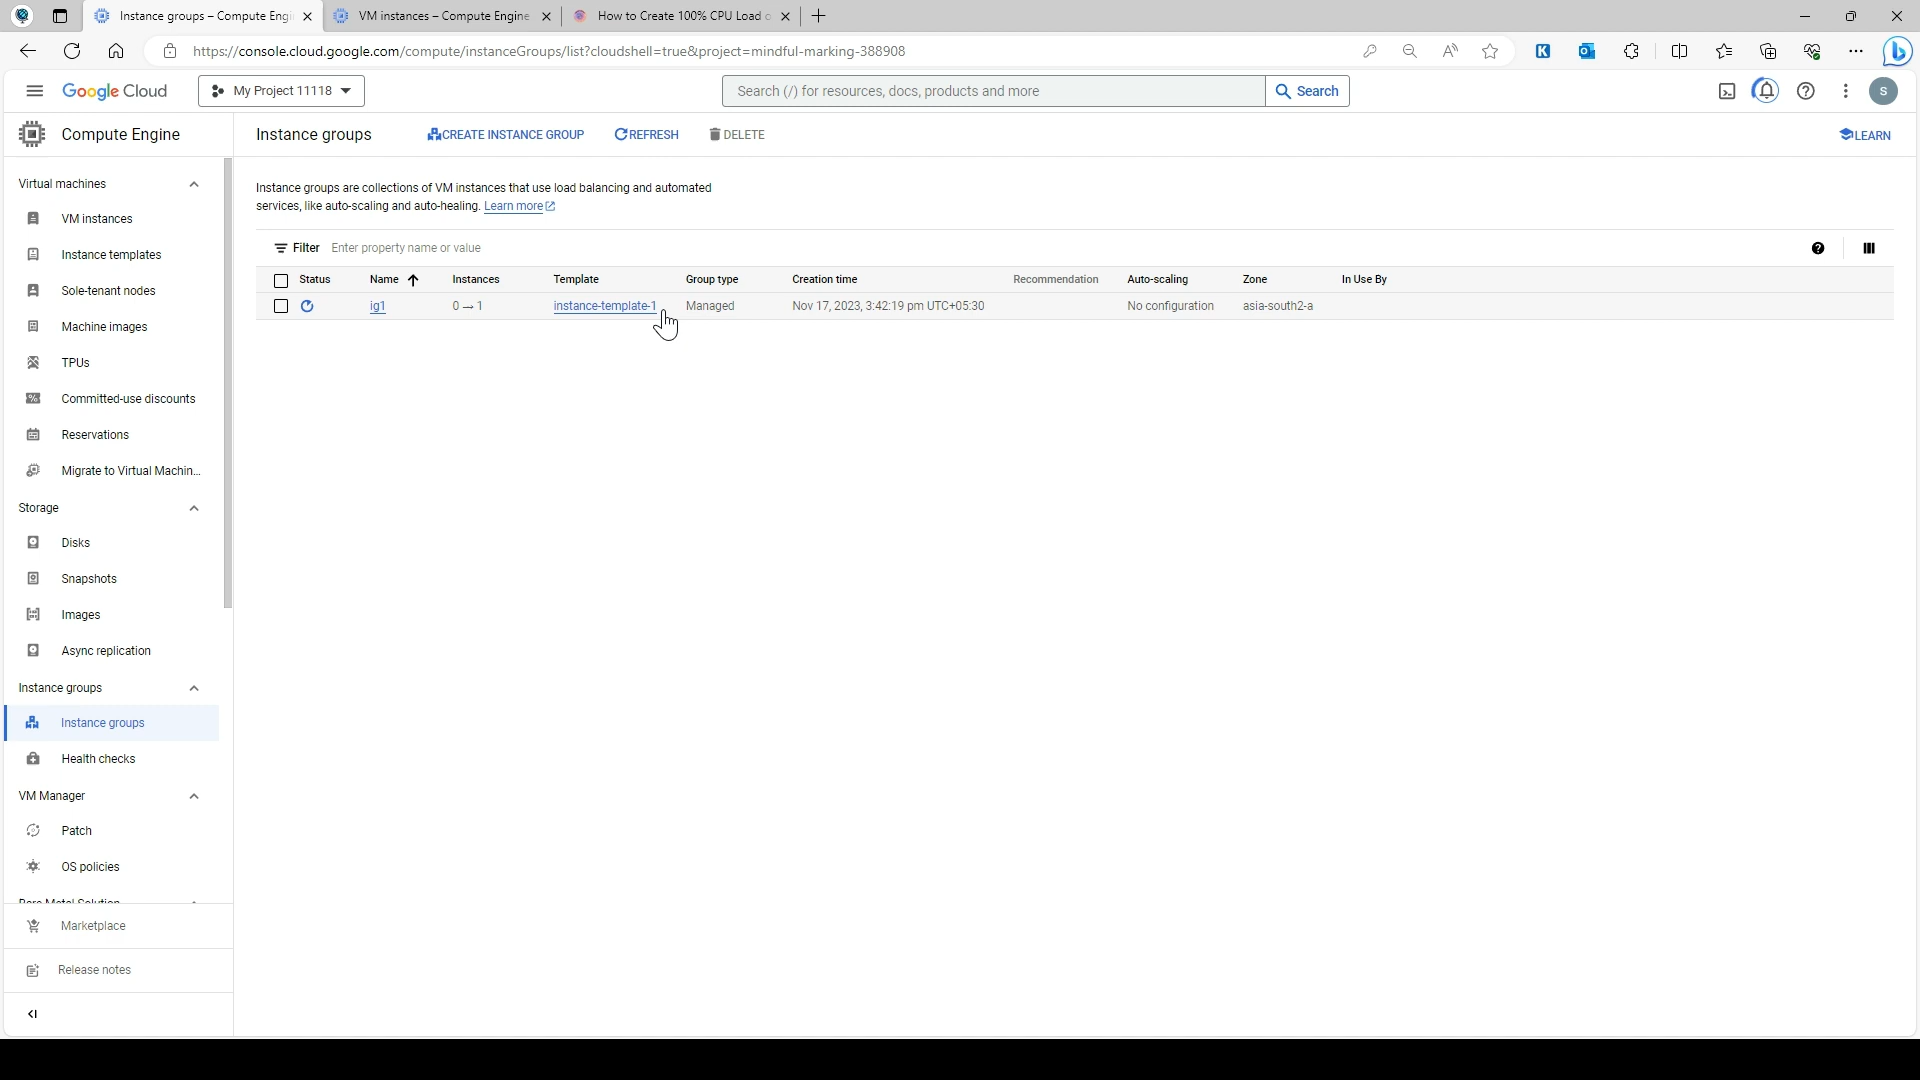 Instance groups – Compute Engi
VM instances – Compute Engine
How to Create 100% CPU Load o
https://console.cloud.google.com/compute/instanceGroups/list?cloudshell=true&project=mindful-marking-388908
Google Cloud
My Project 11118
Search (/) for resources, docs, products and more
Search
S
Compute Engine
Instance groups
CREATE INSTANCE GROUP
REFRESH
DELETE
LEARN
Virtual machines
VM instances
Instance templates
Sole-tenant nodes
Machine images
TPUs
Committed-use discounts
Reservations
Migrate to Virtual Machin...
Storage
Disks
Snapshots
Images
Async replication
Instance groups
Instance groups
Health checks
VM Manager
Patch
OS policies
Bare Metal Solution
Marketplace
Release notes
Instance groups are collections of VM instances that use load balancing and automated
services, like auto-scaling and auto-healing. Learn more
Filter Enter property name or value
Status Name Instances Template Group type Creation time Recommendation Auto-scaling Zone In Use By
ig1 0 → 1 instance-template-1 Managed Nov 17, 2023, 3:42:19 pm UTC+05:30 No configuration asia-south2-a